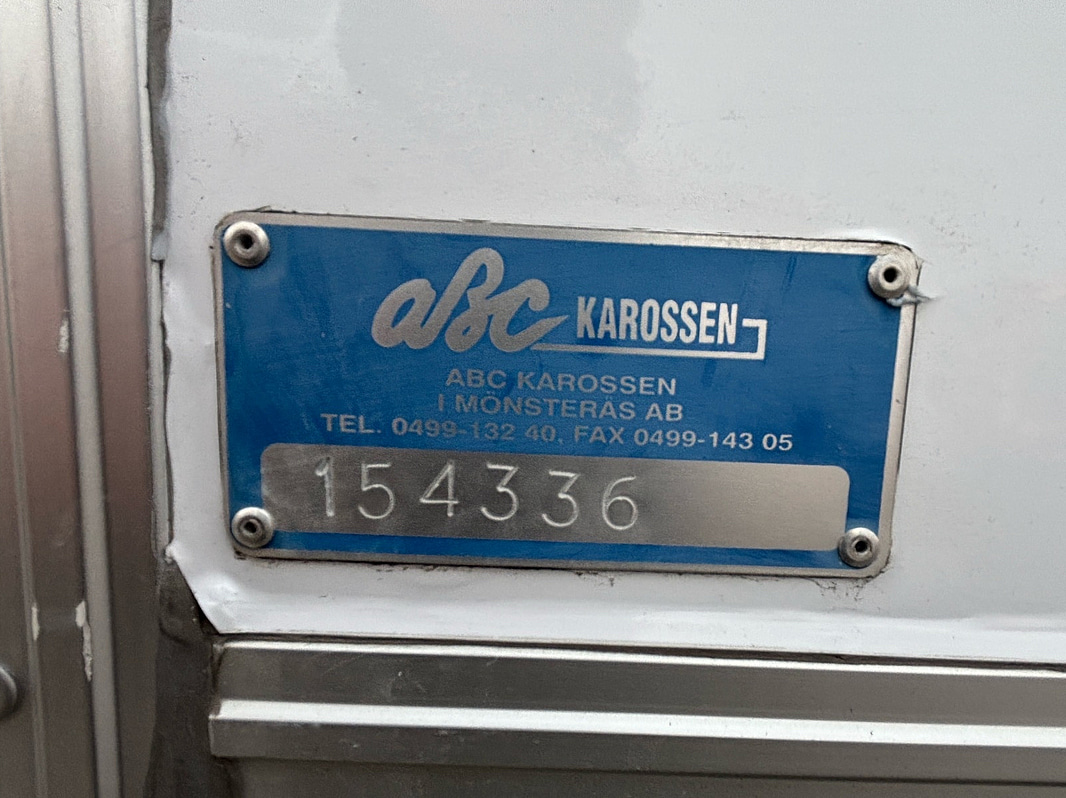 aBC KAROSSEN
ABC KAROSSEN
I MÖNSTERÅS AB
TEL. 0499-132 40, FAX 0499-143 05
154336